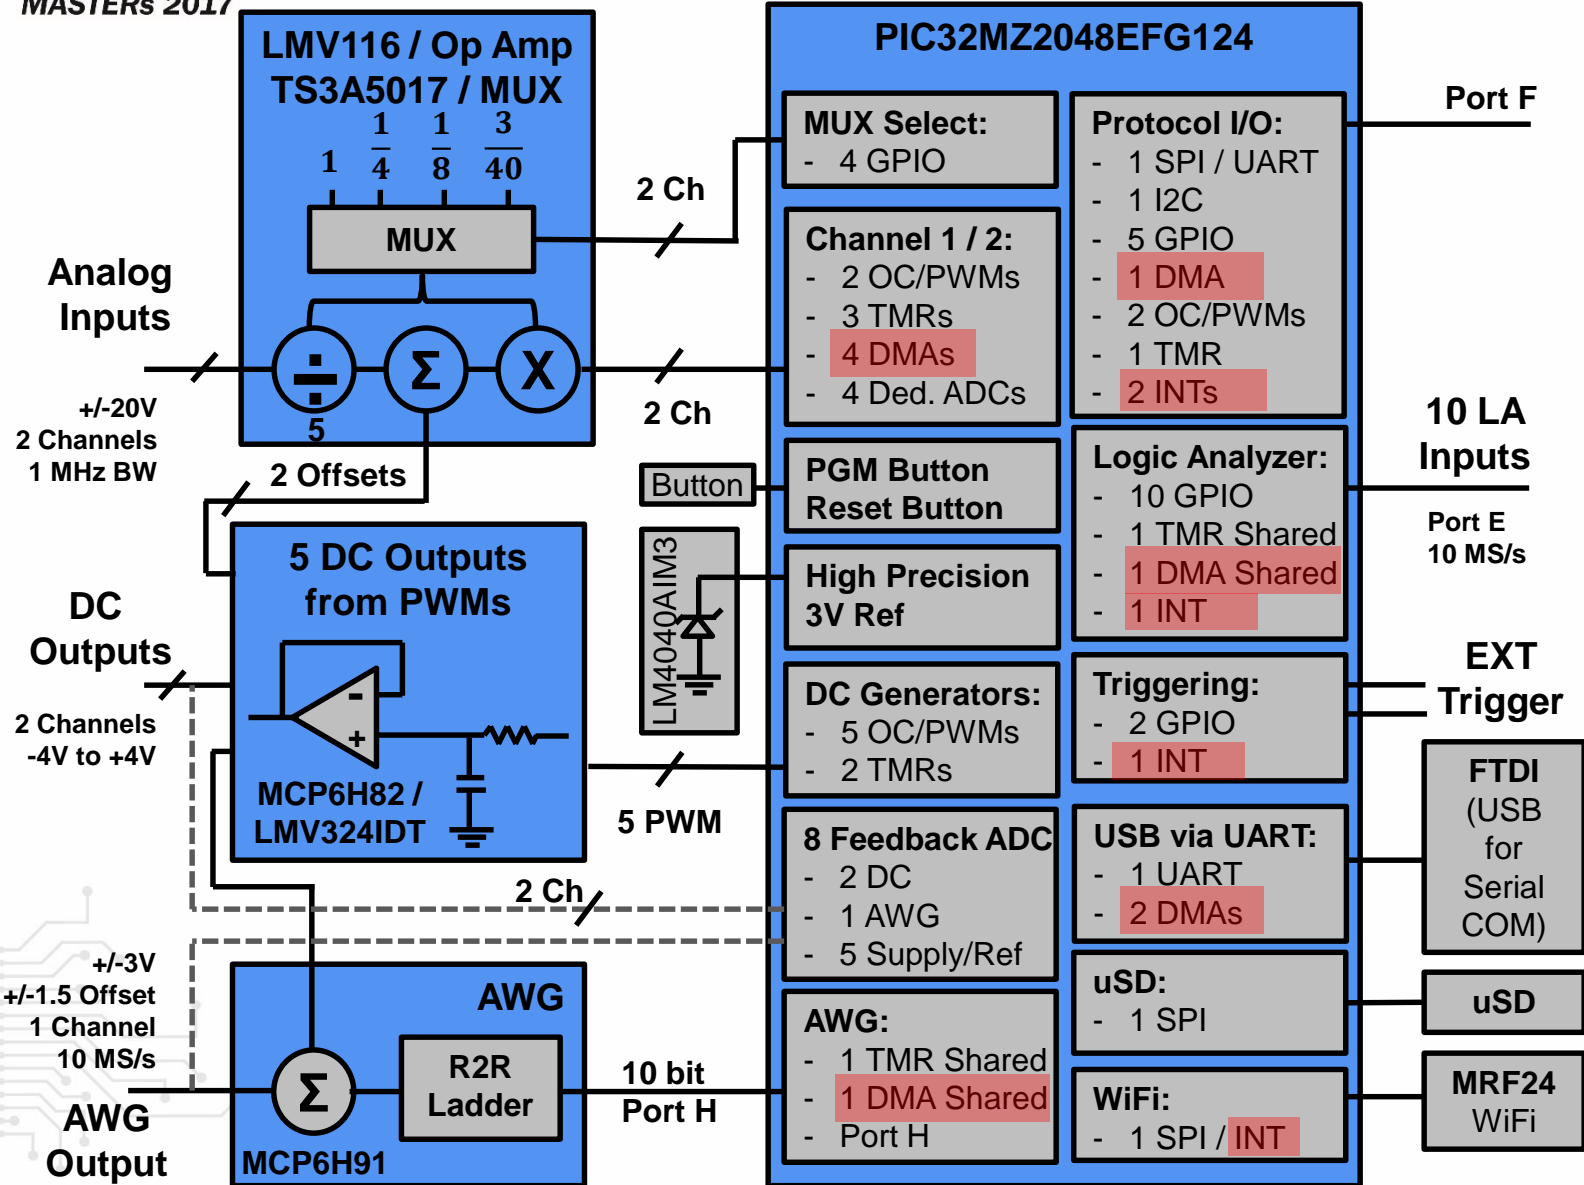 MASTERs 2017
LMV116 / Op Amp
TS3A5017 / MUX
1 1/4 1/8 3/40
MUX
2 Ch
Analog
Inputs
+/-20V
2 Channels
1 MHz BW
÷ Σ X
5
2 Ch
2 Offsets
5 DC Outputs
from PWMs
- 
+
MCP6H82 /
LMV324IDT
DC
Outputs
2 Channels
-4V to +4V
5 PWM
2 Ch
+/-3V
+/-1.5 Offset
1 Channel
10 MS/s
AWG
Output
AWG
Σ
R2R
Ladder
MCP6H91
10 bit
Port H
Button
LM4040AIM3
PIC32MZ2048EFG124
MUX Select:
- 4 GPIO
Channel 1 / 2:
- 2 OC/PWMs
- 3 TMRs
- 4 DMAs
- 4 Ded. ADCs
PGM Button
Reset Button
High Precision
3V Ref
DC Generators:
- 5 OC/PWMs
- 2 TMRs
8 Feedback ADC
- 2 DC
- 1 AWG
- 5 Supply/Ref
AWG:
- 1 TMR Shared
- 1 DMA Shared
- Port H
Protocol I/O:
- 1 SPI / UART
- 1 I2C
- 5 GPIO
- 1 DMA
- 2 OC/PWMs
- 1 TMR
- 2 INTs
Logic Analyzer:
- 10 GPIO
- 1 TMR Shared
- 1 DMA Shared
- 1 INT
Triggering:
- 2 GPIO
- 1 INT
USB via UART:
- 1 UART
- 2 DMAs
uSD:
- 1 SPI
WiFi:
- 1 SPI / INT
Port F
10 LA
Inputs
Port E
10 MS/s
EXT
Trigger
FTDI
(USB
for
Serial
COM)
uSD
MRF24
WiFi